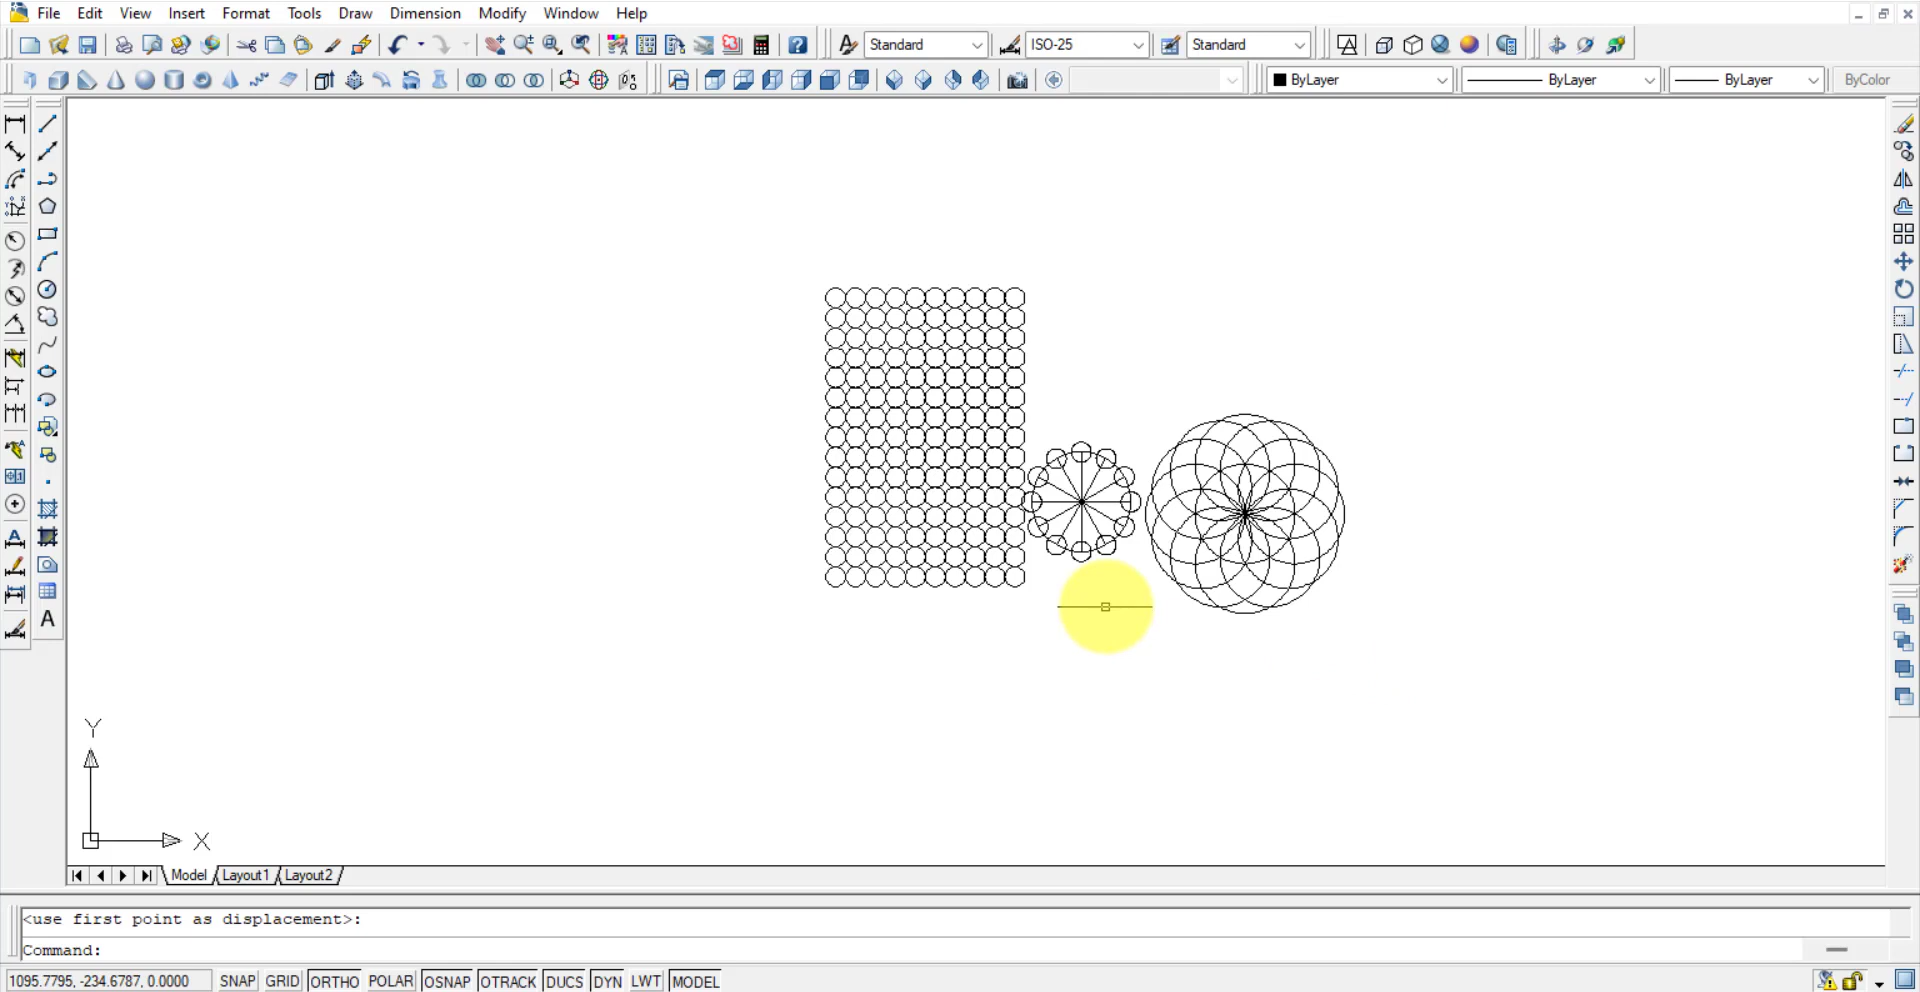 File Edit View Insert Format Tools Draw Dimension Modify Window Help
Standard ISO-25 Standard
ByLayer ByLayer ByLayer ByColor
A
Y
X
Model Layout1 Layout2
<use first point as displacement>:
Command:
1095.7795, -234.6787, 0.0000 SNAP GRID ORTHO POLAR OSNAP OTRACK DUCS DYN LWT MODEL